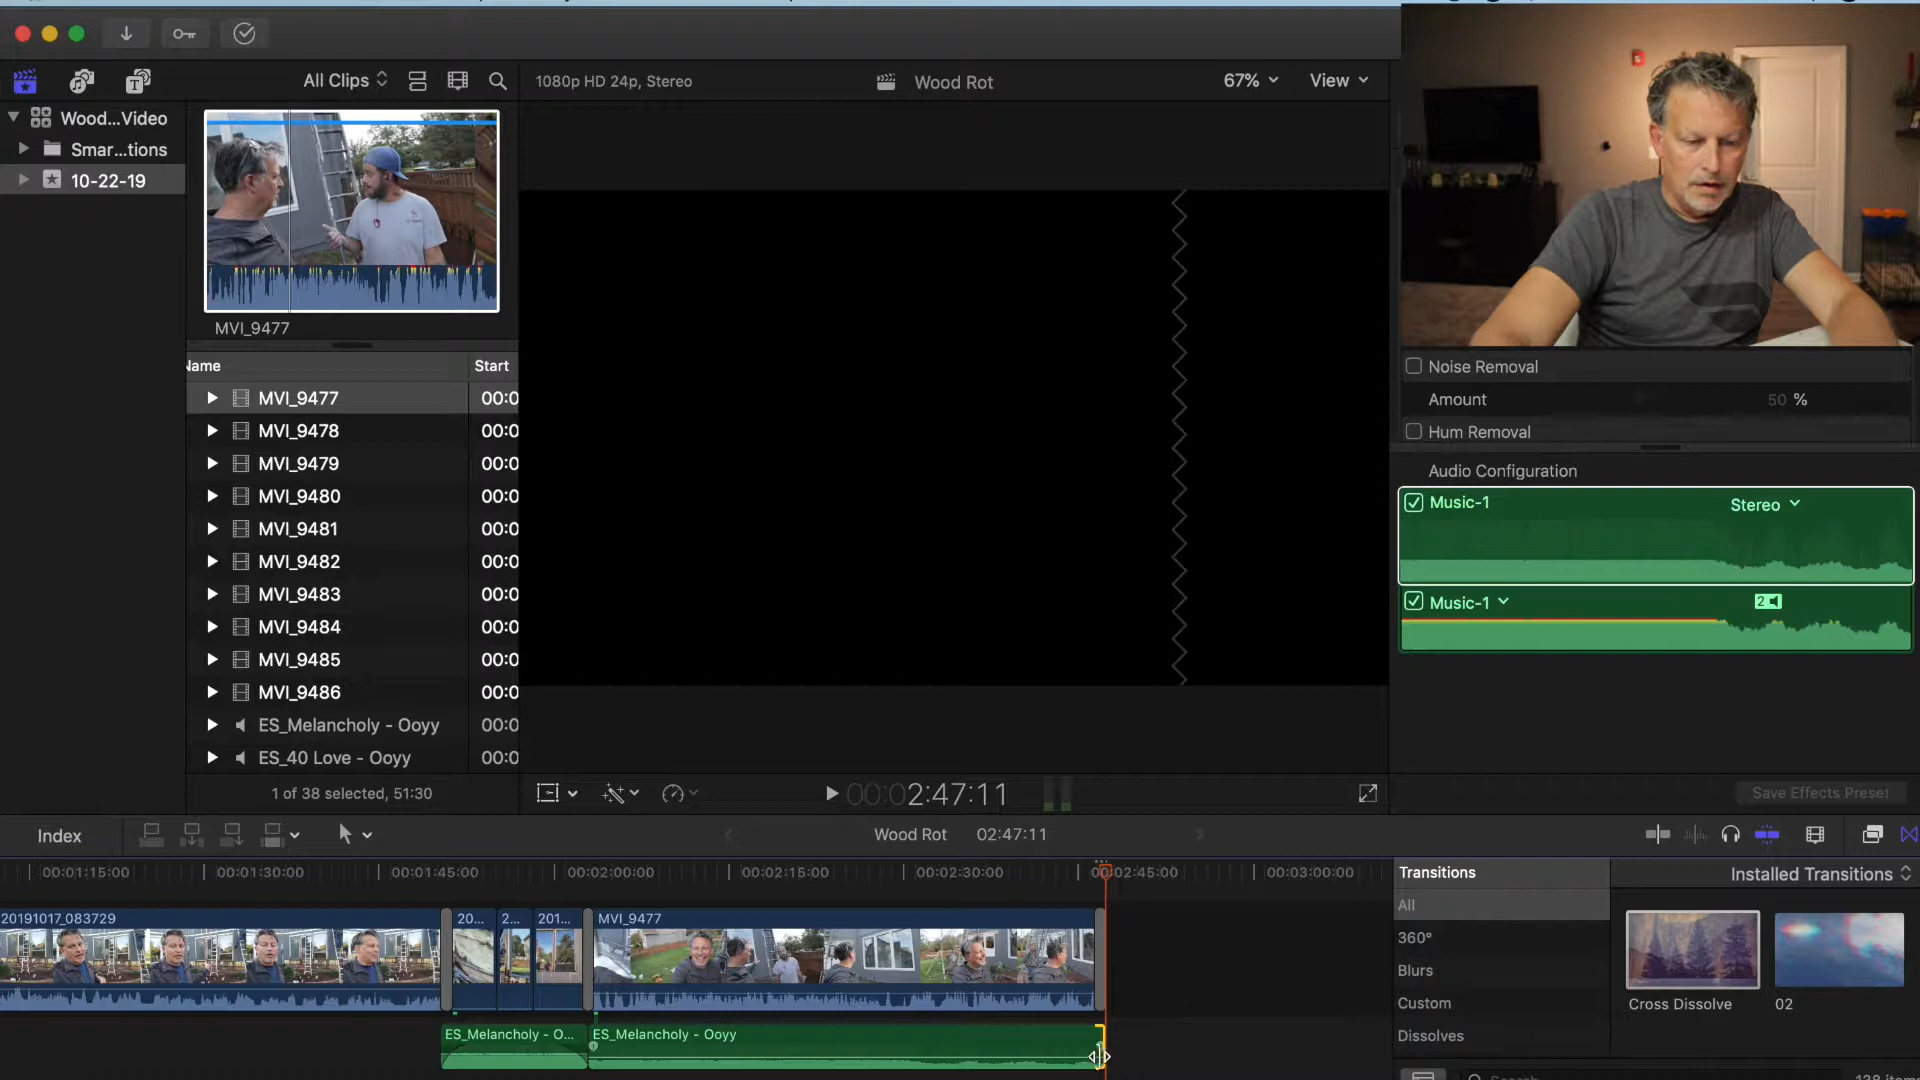 All Clips
1080p HD 24p, Stereo
Wood Rot
67%
View
Wood...Video
Smar...tions
10-22-19
MVI_9477
Name
Start
MVI_9477
00:0
MVI_9478
00:0
MVI_9479
00:0
MVI_9480
00:0
MVI_9481
00:0
MVI_9482
00:0
MVI_9483
00:0
MVI_9484
00:0
MVI_9485
00:0
MVI_9486
00:0
ES_Melancholy - Ooyy
00:0
ES_40 Love - Ooyy
00:0
1 of 38 selected, 51:30
00:02:47:11
Noise Removal
Amount
50 %
Hum Removal
Audio Configuration
Music-1
Stereo
Music-1
2
Save Effects Preset
Index
Wood Rot
02:47:11
00:01:15:00
00:01:30:00
00:01:45:00
00:02:00:00
00:02:15:00
00:02:30:00
00:02:45:00
00:03:00:00
20191017_083729
20...
2...
201...
MVI_9477
ES_Melancholy - O...
ES_Melancholy - Ooyy
Transitions
Installed Transitions
All
360°
Blurs
Custom
Dissolves
Cross Dissolve
02